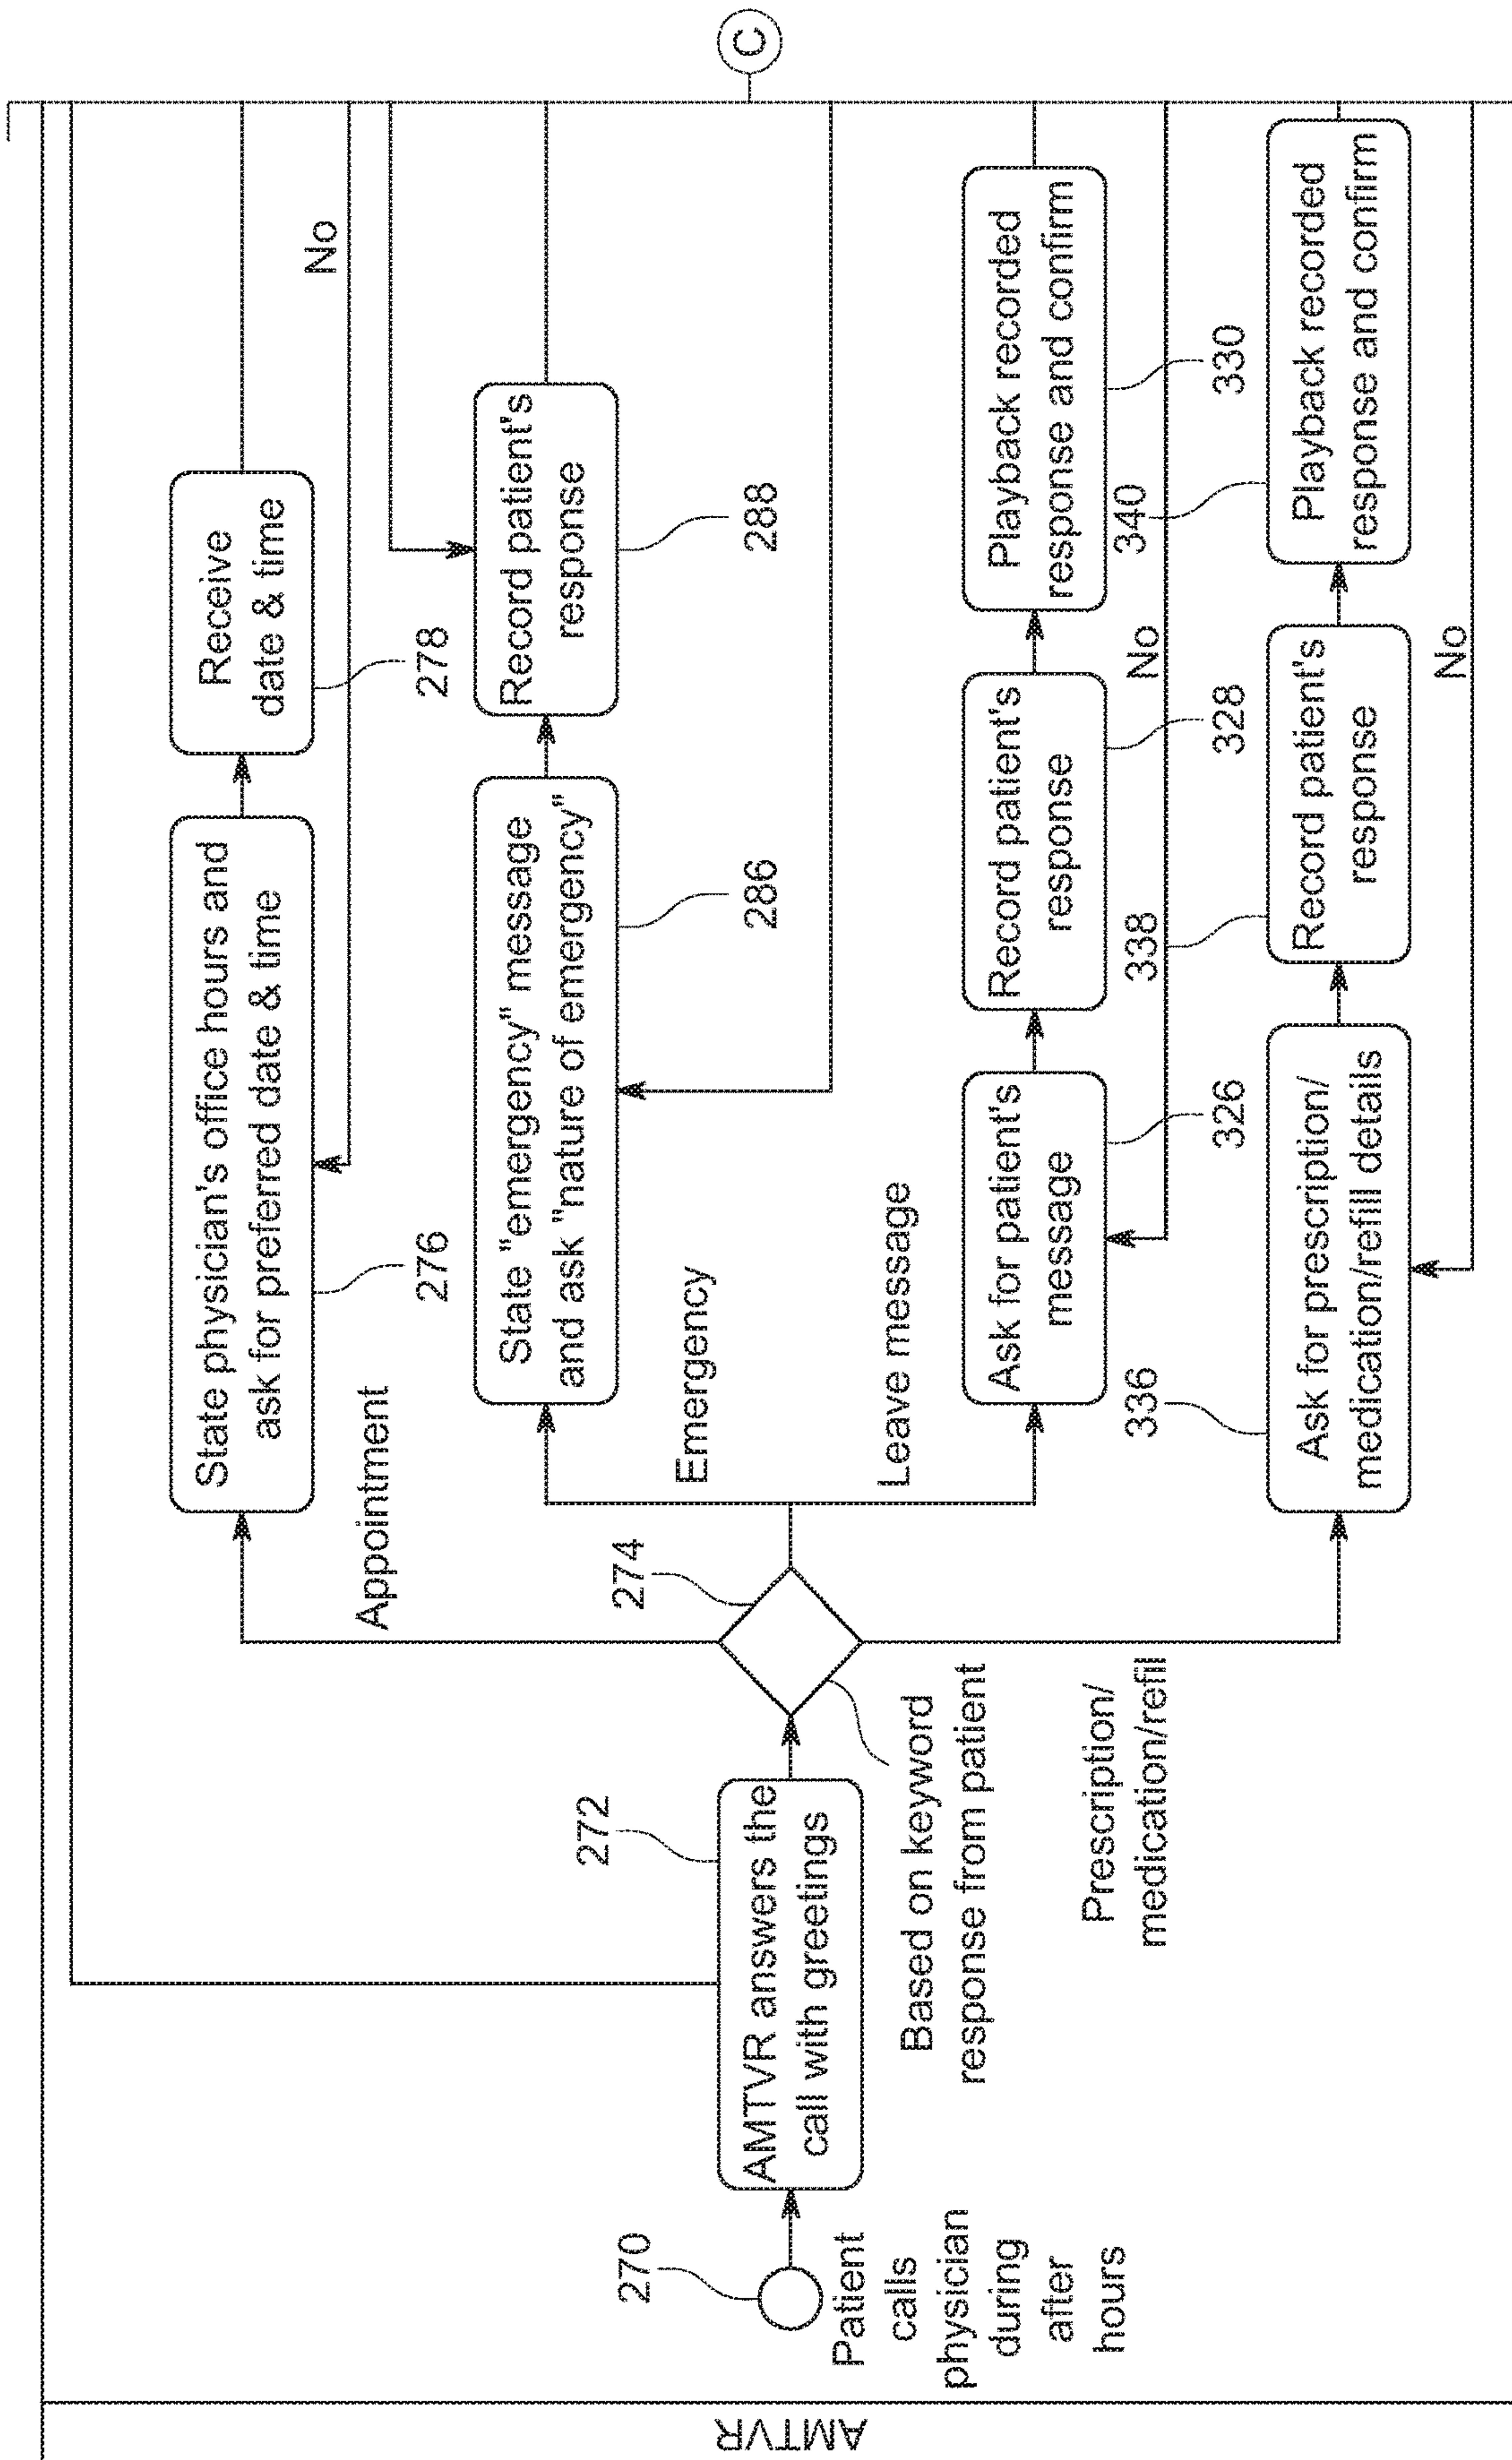 AMTVR
270
Patient
calls
physician
during
after
hours
272
AMTVR answers the
call with greetings
274
Based on keyword
response from patient
Appointment
276
State physician's office hours and
ask for preferred date & time
278
Receive
date & time
No
Emergency
286
State "emergency" message
and ask "nature of emergency"
288
Record patient's
response
Leave message
326
Ask for patient's
message
328
Record patient's
response
330
Playback recorded
response and confirm
No
Prescription/
medication/refill
336
Ask for prescription/
medication/refill details
338
Record patient's
response
340
Playback recorded
response and confirm
No
C